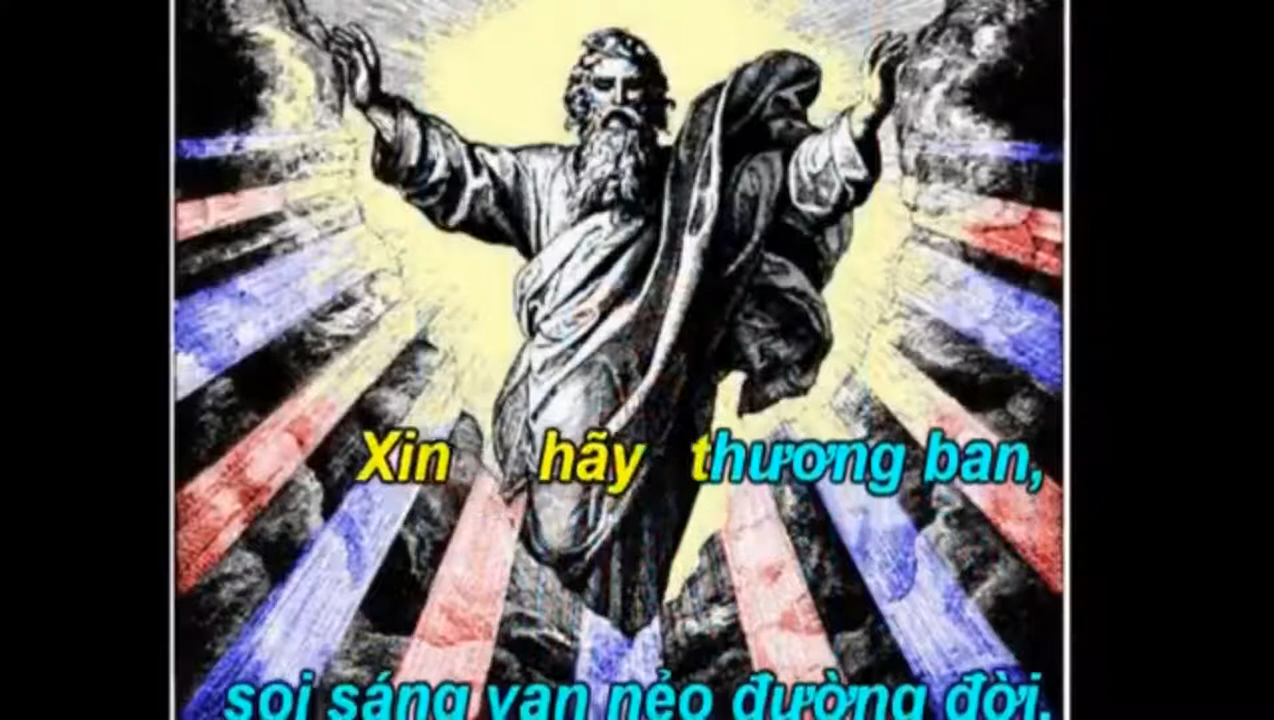 Xin hãy thương ban,
soi sáng vạn nẻo đường đời,